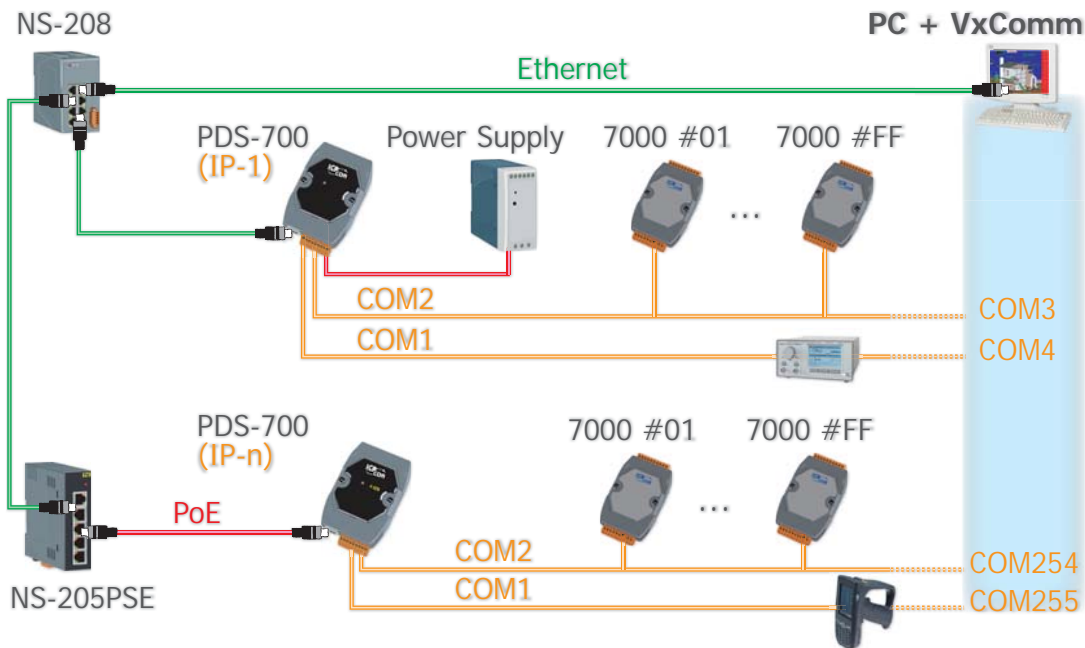 NS-208
PC + VxComm
Ethernet
PDS-700
(IP-1)
Power Supply
7000 #01
7000 #FF
...
COM2
COM3
COM1
COM4
PDS-700
(IP-n)
7000 #01
7000 #FF
...
PoE
COM2
COM254
COM1
COM255
NS-205PSE